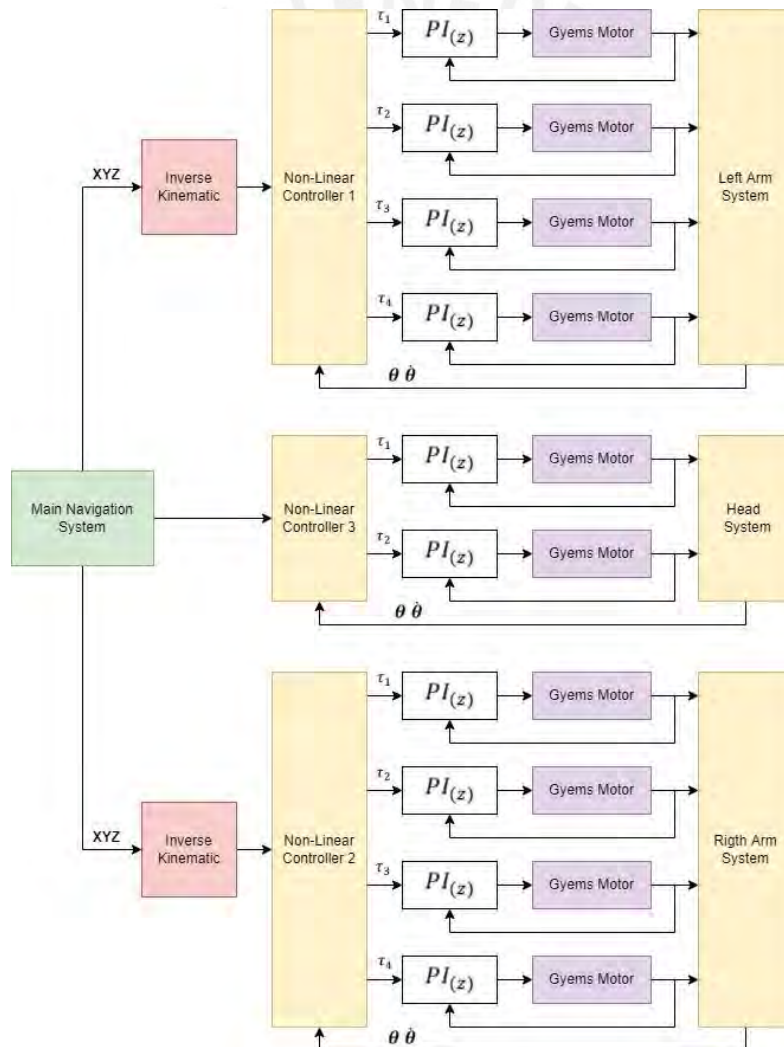 τ1
PI(z)
Gyems Motor
τ2
PI(z)
Gyems Motor
XYZ
Inverse
Kinematic
Non-Linear
Controller 1
Left Arm
System
τ3
PI(z)
Gyems Motor
τ4
PI(z)
Gyems Motor
θ θ̇
τ1
PI(z)
Gyems Motor
Main Navigation
System
Non-Linear
Controller 3
Head
System
τ2
PI(z)
Gyems Motor
θ θ̇
τ1
PI(z)
Gyems Motor
τ2
PI(z)
Gyems Motor
XYZ
Inverse
Kinematic
Non-Linear
Controller 2
Rigth Arm
System
τ3
PI(z)
Gyems Motor
τ4
PI(z)
Gyems Motor
θ θ̇